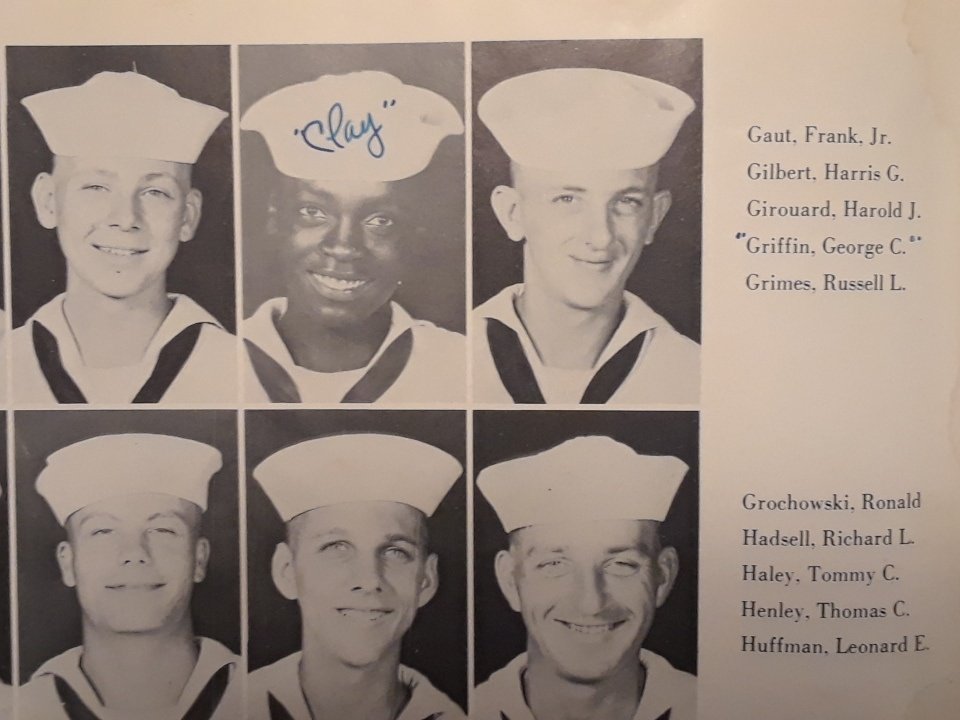 "Clay"
Gaut, Frank, Jr.
Gilbert, Harris G.
Girouard, Harold J.
"Griffin, George C."
Grimes, Russell L.
Grochowski, Ronald
Hadsell, Richard L.
Haley, Tommy C.
Henley, Thomas C.
Huffman, Leonard E.